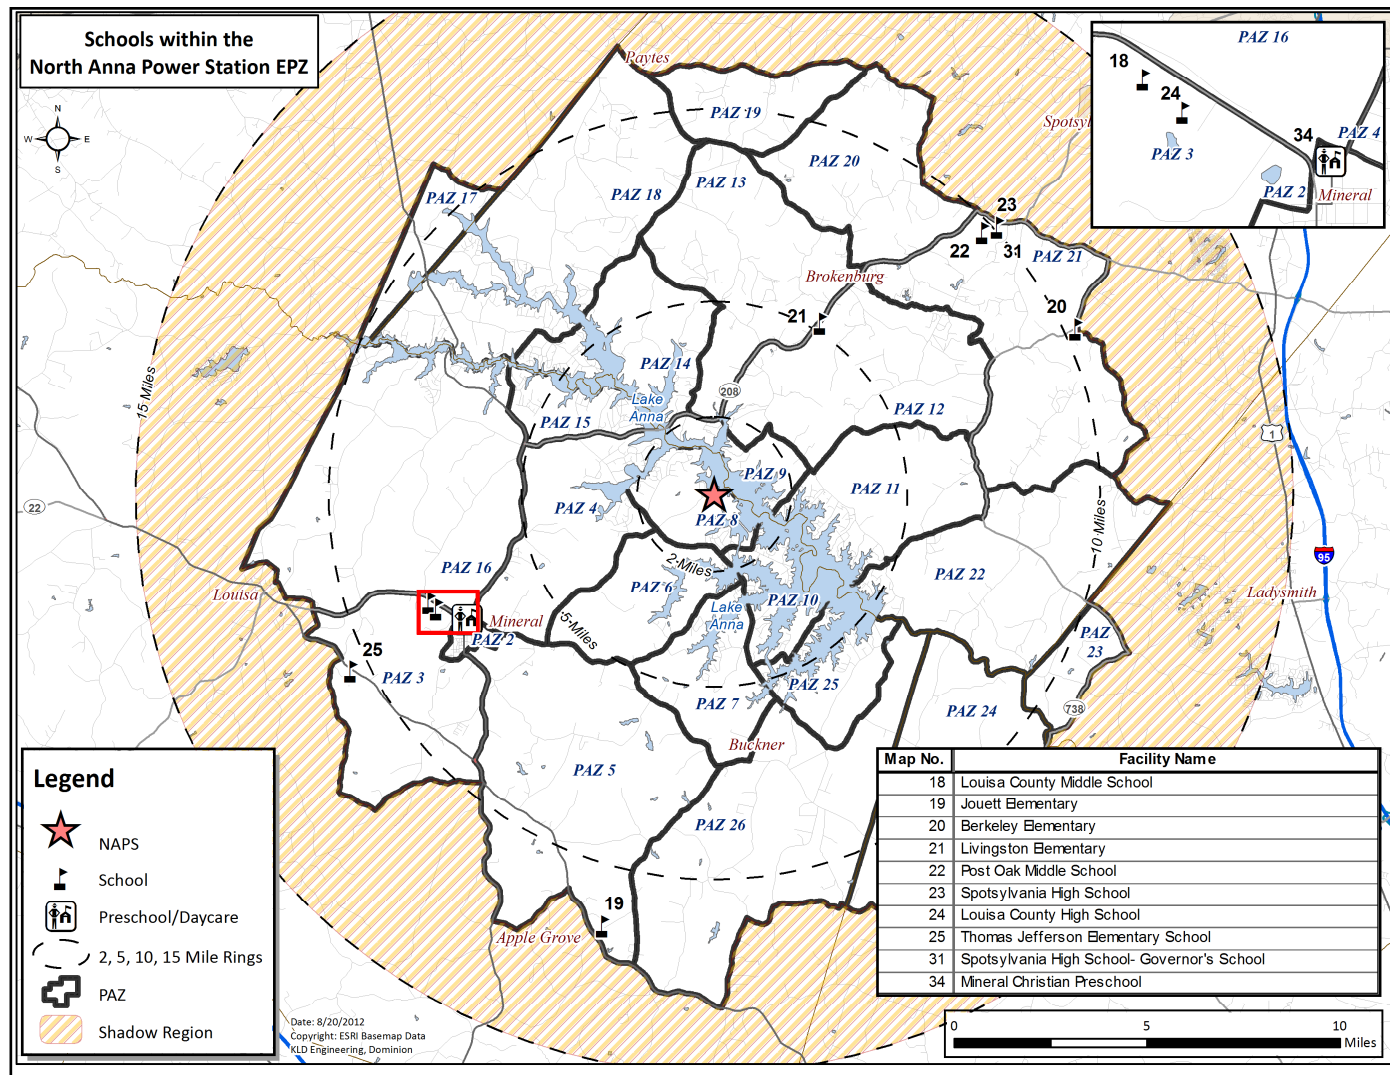 Schools within the
North Anna Power Station EPZ
N
W E
S
Paytes
PAZ 19
Spotsyl
PAZ 20
PAZ 13
PAZ 18
PAZ 17
23
22
31
PAZ 21
Brokenburg
21
20
15 Miles
PAZ 14
208
Lake
Anna
PAZ 12
PAZ 15
1
PAZ 9
PAZ 11
22
PAZ 4
PAZ 8
10 Miles
95
2 Miles
PAZ 16
PAZ 22
PAZ 6
PAZ 10
Louisa
Ladysmith
Lake
Anna
Mineral
5 Miles
PAZ 2
PAZ
23
25
PAZ 3
PAZ 25
PAZ 7
738
PAZ 24
Buckner
PAZ 5
PAZ 26
19
Apple Grove
PAZ 16
18
24
34
PAZ 4
PAZ 3
PAZ 2
Mineral
Legend
NAPS
School
Preschool/Daycare
2, 5, 10, 15 Mile Rings
PAZ
Shadow Region
Date: 8/20/2012
Copyright: ESRI Basemap Data
KLD Engineering, Dominion
Map No. Facility Name
18 Louisa County Middle School
19 Jouett Elementary
20 Berkeley Elementary
21 Livingston Elementary
22 Post Oak Middle School
23 Spotsylvania High School
24 Louisa County High School
25 Thomas Jefferson Elementary School
31 Spotsylvania High School- Governor's School
34 Mineral Christian Preschool
0 5 10
Miles